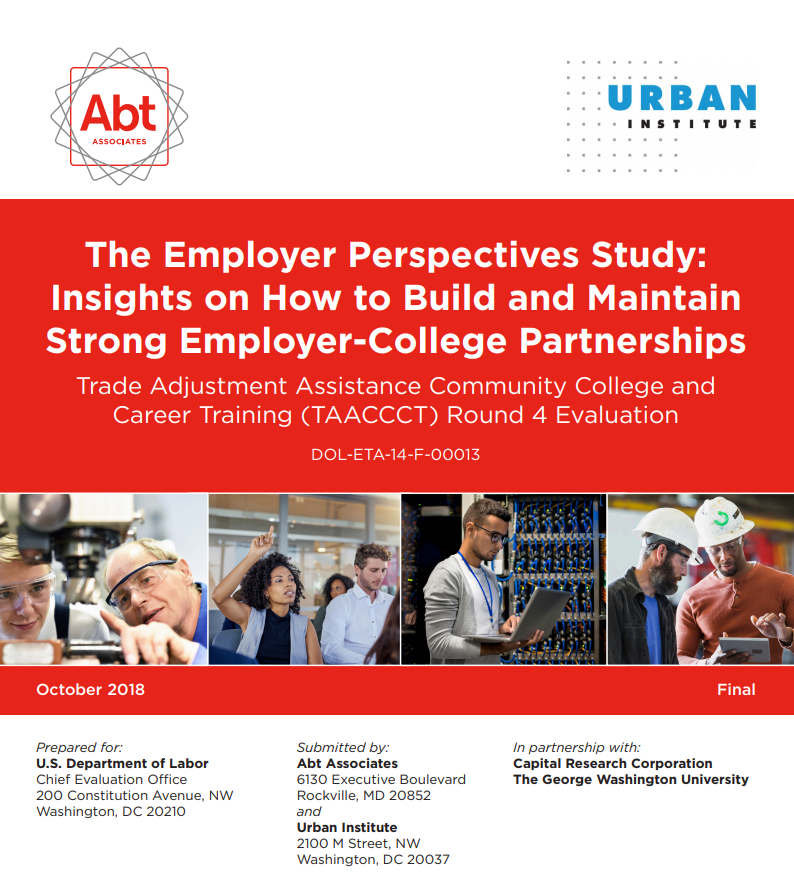 Abt
ASSOCIATES
URBAN
INSTITUTE
The Employer Perspectives Study:
Insights on How to Build and Maintain
Strong Employer-College Partnerships
Trade Adjustment Assistance Community College and
Career Training (TAACCCT) Round 4 Evaluation
DOL-ETA-14-F-00013
October 2018
Final
Prepared for:
U.S. Department of Labor
Chief Evaluation Office
200 Constitution Avenue, NW
Washington, DC 20210
Submitted by:
Abt Associates
6130 Executive Boulevard
Rockville, MD 20852
and
Urban Institute
2100 M Street, NW
Washington, DC 20037
In partnership with:
Capital Research Corporation
The George Washington University